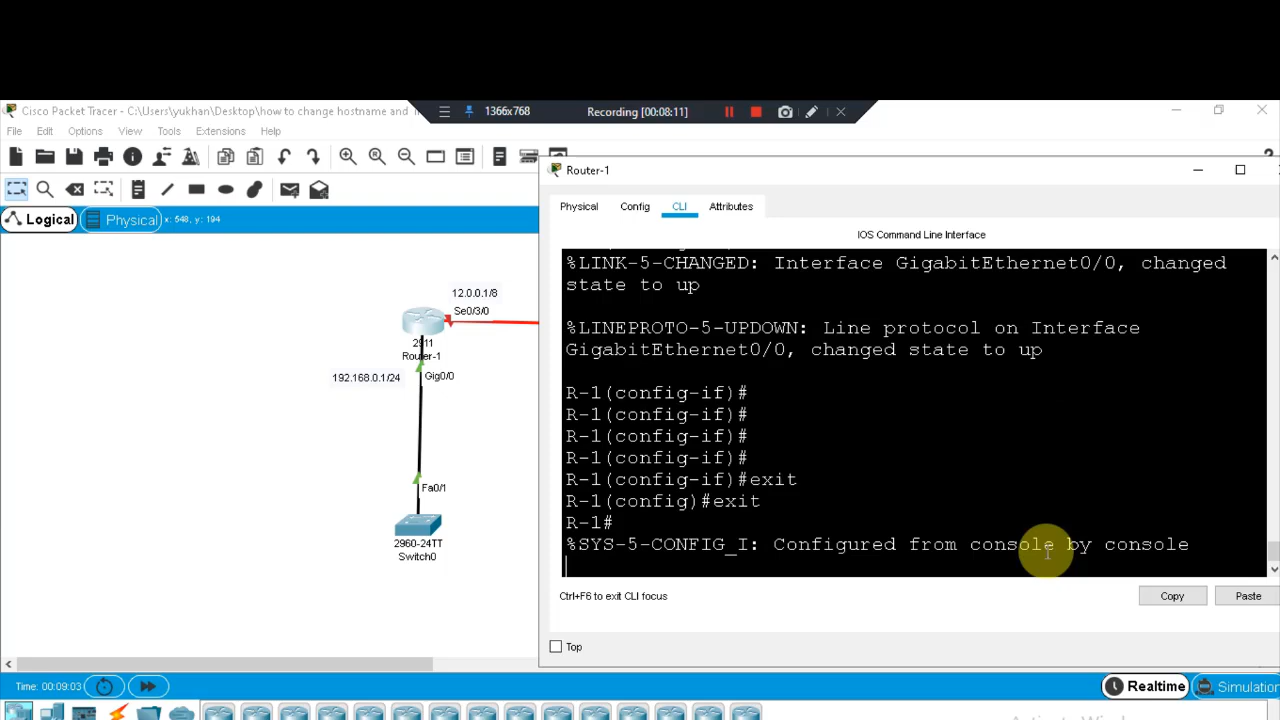 Cisco Packet Tracer - C:\Users\yukhan\Desktop\how to change hostname and
1366x768
Recording [00:08:11]
File Edit Options View Tools Extensions Help
Router-1
Logical
Physical
x: 548, y: 194
Physical Config CLI Attributes
IOS Command Line Interface
%LINK-5-CHANGED: Interface GigabitEthernet0/0, changed
state to up
%LINEPROTO-5-UPDOWN: Line protocol on Interface
GigabitEthernet0/0, changed state to up
R-1(config-if)#
R-1(config-if)#
R-1(config-if)#
R-1(config-if)#
R-1(config-if)#exit
R-1(config)#exit
R-1#
%SYS-5-CONFIG_I: Configured from console by console
12.0.0.1/8
Se0/3/0
2911
Router-1
192.168.0.1/24
Gig0/0
Fa0/1
2960-24TT
Switch0
Ctrl+F6 to exit CLI focus
Copy
Paste
Top
Time: 00:09:03
Realtime
Simulation